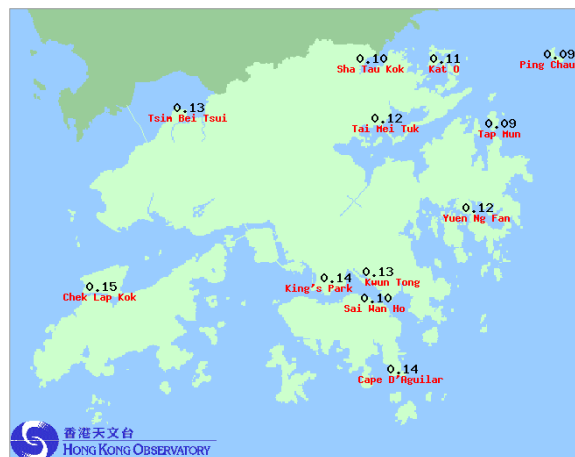 0.10
Sha Tau Kok
0.11
Kat O
0.09
Ping Chau
0.13
Tsim Bei Tsui
0.12
Tai Mei Tuk
0.09
Tap Mun
0.12
Yuen Ng Fan
0.15
Chek Lap Kok
0.14
King's Park
0.13
Kwun Tong
0.10
Sai Wan Ho
0.14
Cape D'Aguilar
香港天文台
HONG KONG OBSERVATORY